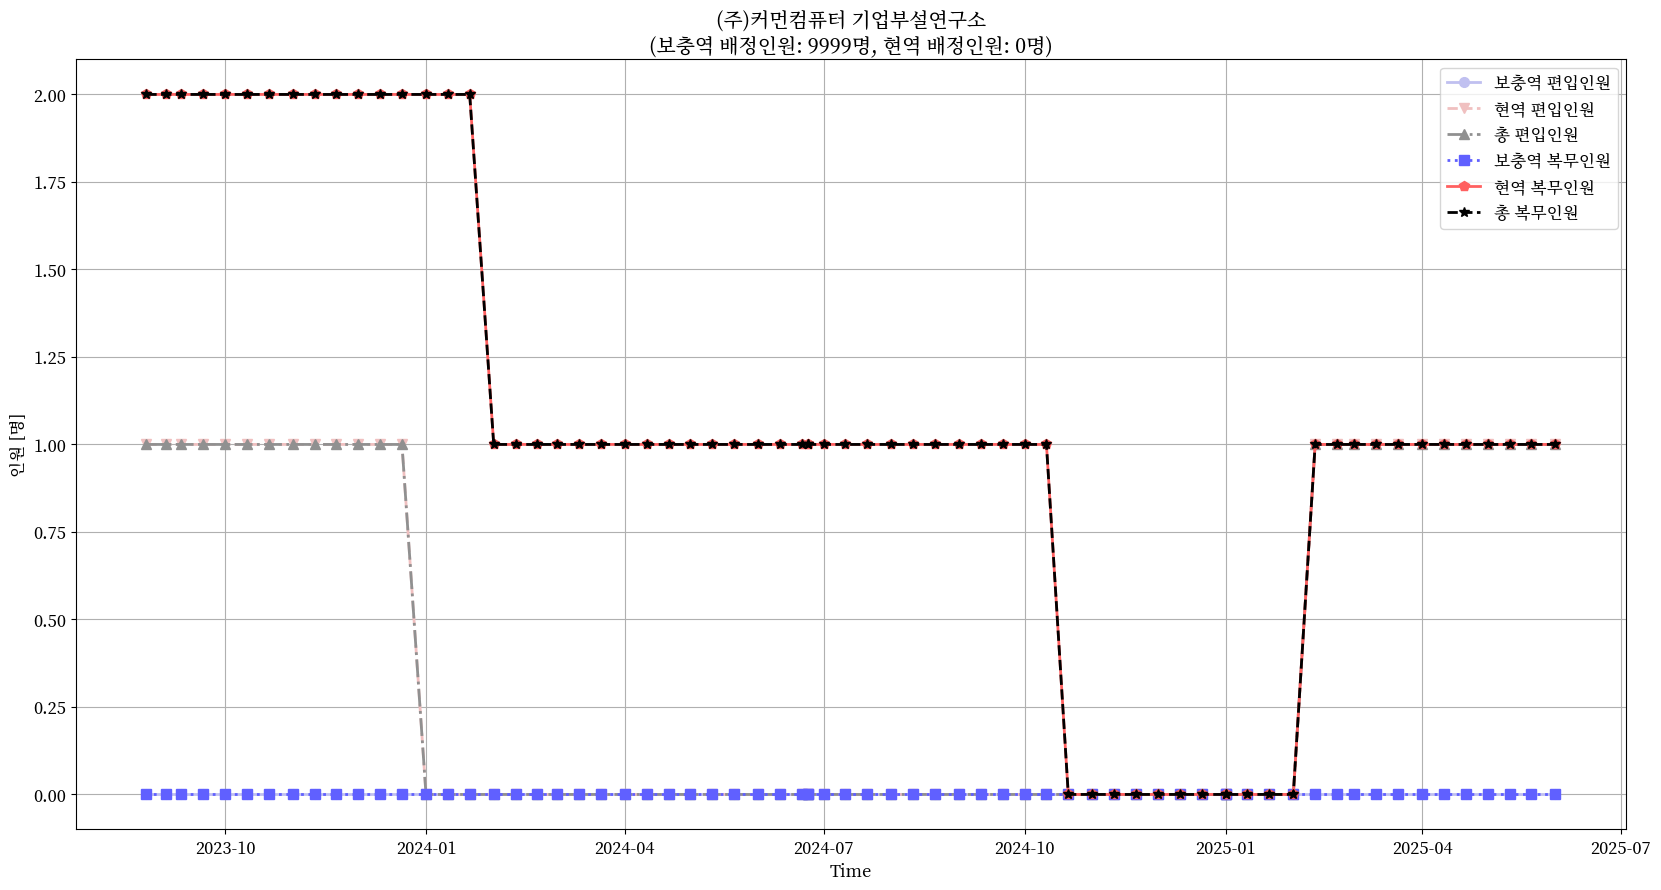 (주)커먼컴퓨터 기업부설연구소
(보충역 배정인원: 9999명, 현역 배정인원: 0명)
보충역 편입인원
현역 편입인원
총 편입인원
보충역 복무인원
현역 복무인원
총 복무인원
인원 [명]
2.00
1.75
1.50
1.25
1.00
0.75
0.50
0.25
0.00
2023-10
2024-01
2024-04
2024-07
2024-10
2025-01
2025-04
2025-07
Time